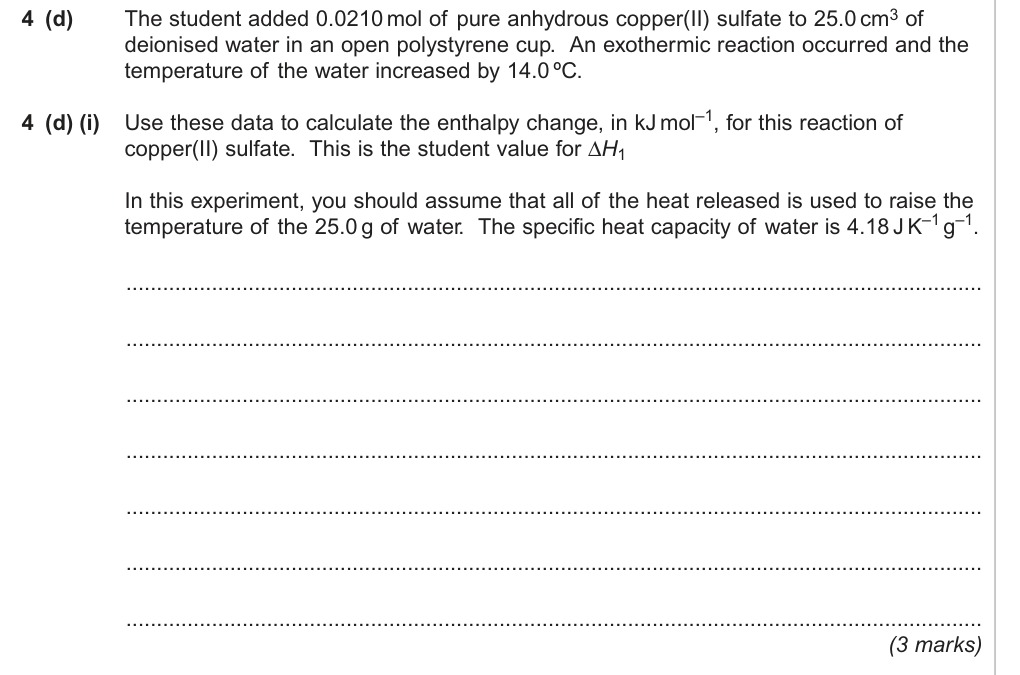 4 (d) The student added 0.0210 mol of pure anhydrous copper(II) sulfate to 25.0 cm³ of
deionised water in an open polystyrene cup. An exothermic reaction occurred and the
temperature of the water increased by 14.0 ºC.
4 (d) (i) Use these data to calculate the enthalpy change, in kJ mol⁻¹, for this reaction of
copper(II) sulfate. This is the student value for ΔH₁
In this experiment, you should assume that all of the heat released is used to raise the
temperature of the 25.0 g of water. The specific heat capacity of water is 4.18 J K⁻¹ g⁻¹.
(3 marks)